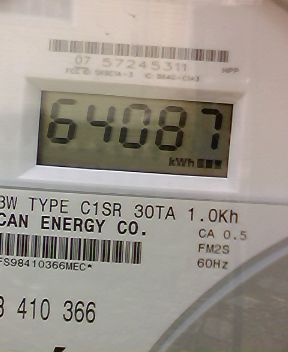 07 57245311
64087
kWh
3W TYPE C1SR 30TA 1.0Kh
CAN ENERGY CO.
CA 0.5
FM2S
60Hz
FS98410366MEC*
410 366